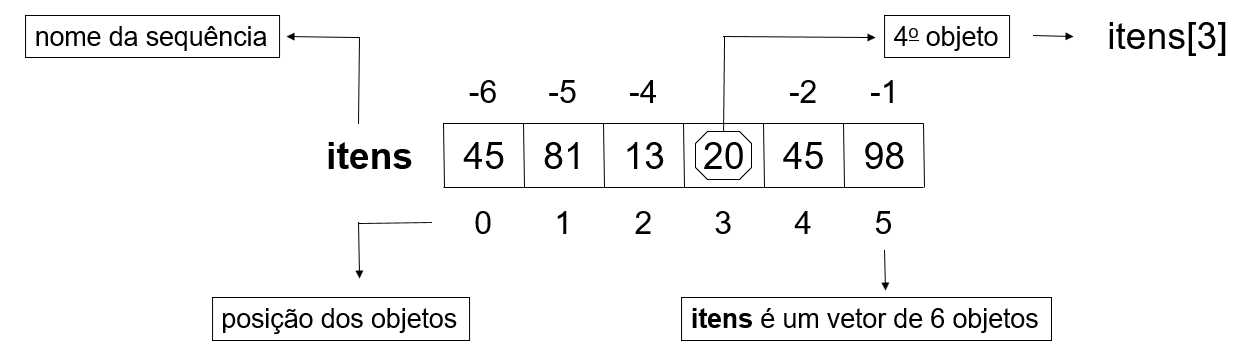 nome da sequência
4º objeto
itens[3]
-6 -5 -4 -2 -1
itens 45 81 13 20 45 98
0 1 2 3 4 5
posição dos objetos
itens é um vetor de 6 objetos